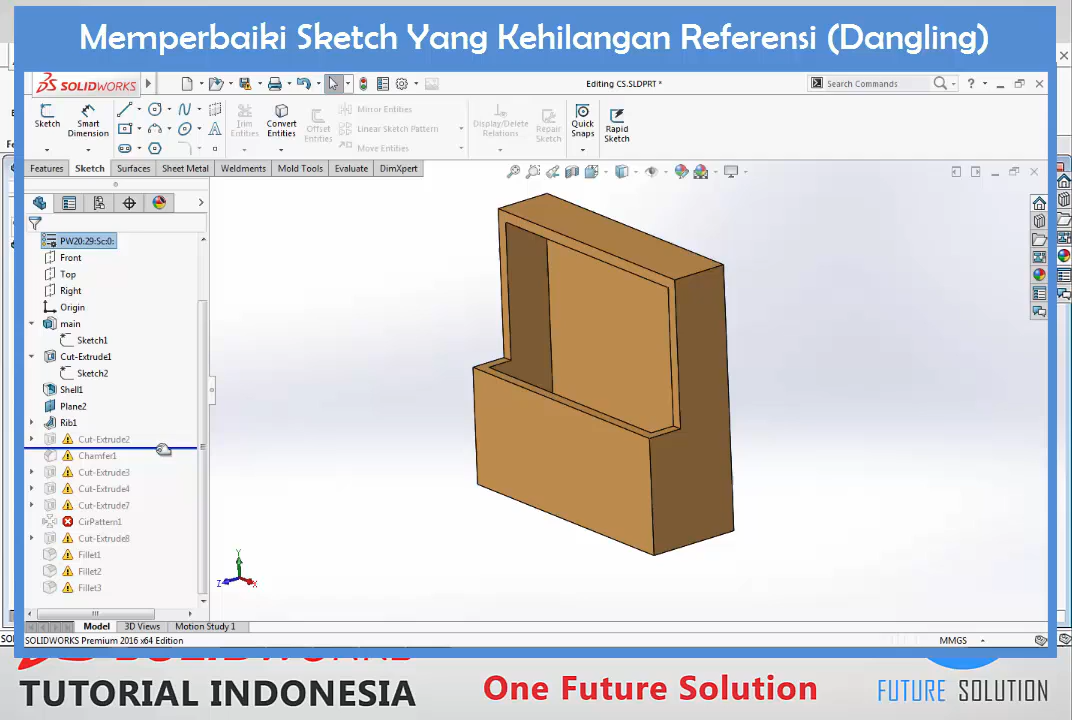 Memperbaiki Sketch Yang Kehilangan Referensi (Dangling)
SOLIDWORKS
Editing CS.SLDPRT *
Search Commands
Sketch
Smart Dimension
Trim Entities
Convert Entities
Offset Entities
Mirror Entities
Linear Sketch Pattern
Move Entities
Display/Delete Relations
Repair Sketch
Quick Snaps
Rapid Sketch
Features
Sketch
Surfaces
Sheet Metal
Weldments
Mold Tools
Evaluate
DimXpert
PW20:29:Sc:0:
Front
Top
Right
Origin
main
Sketch1
Cut-Extrude1
Sketch2
Shell1
Plane2
Rib1
Cut-Extrude2
Chamfer1
Cut-Extrude3
Cut-Extrude4
Cut-Extrude7
CirPattern1
Cut-Extrude8
Fillet1
Fillet2
Fillet3
Y
Z
X
Model
3D Views
Motion Study 1
SOLIDWORKS Premium 2016 x64 Edition
MMGS
TUTORIAL INDONESIA
One Future Solution
FUTURE SOLUTION